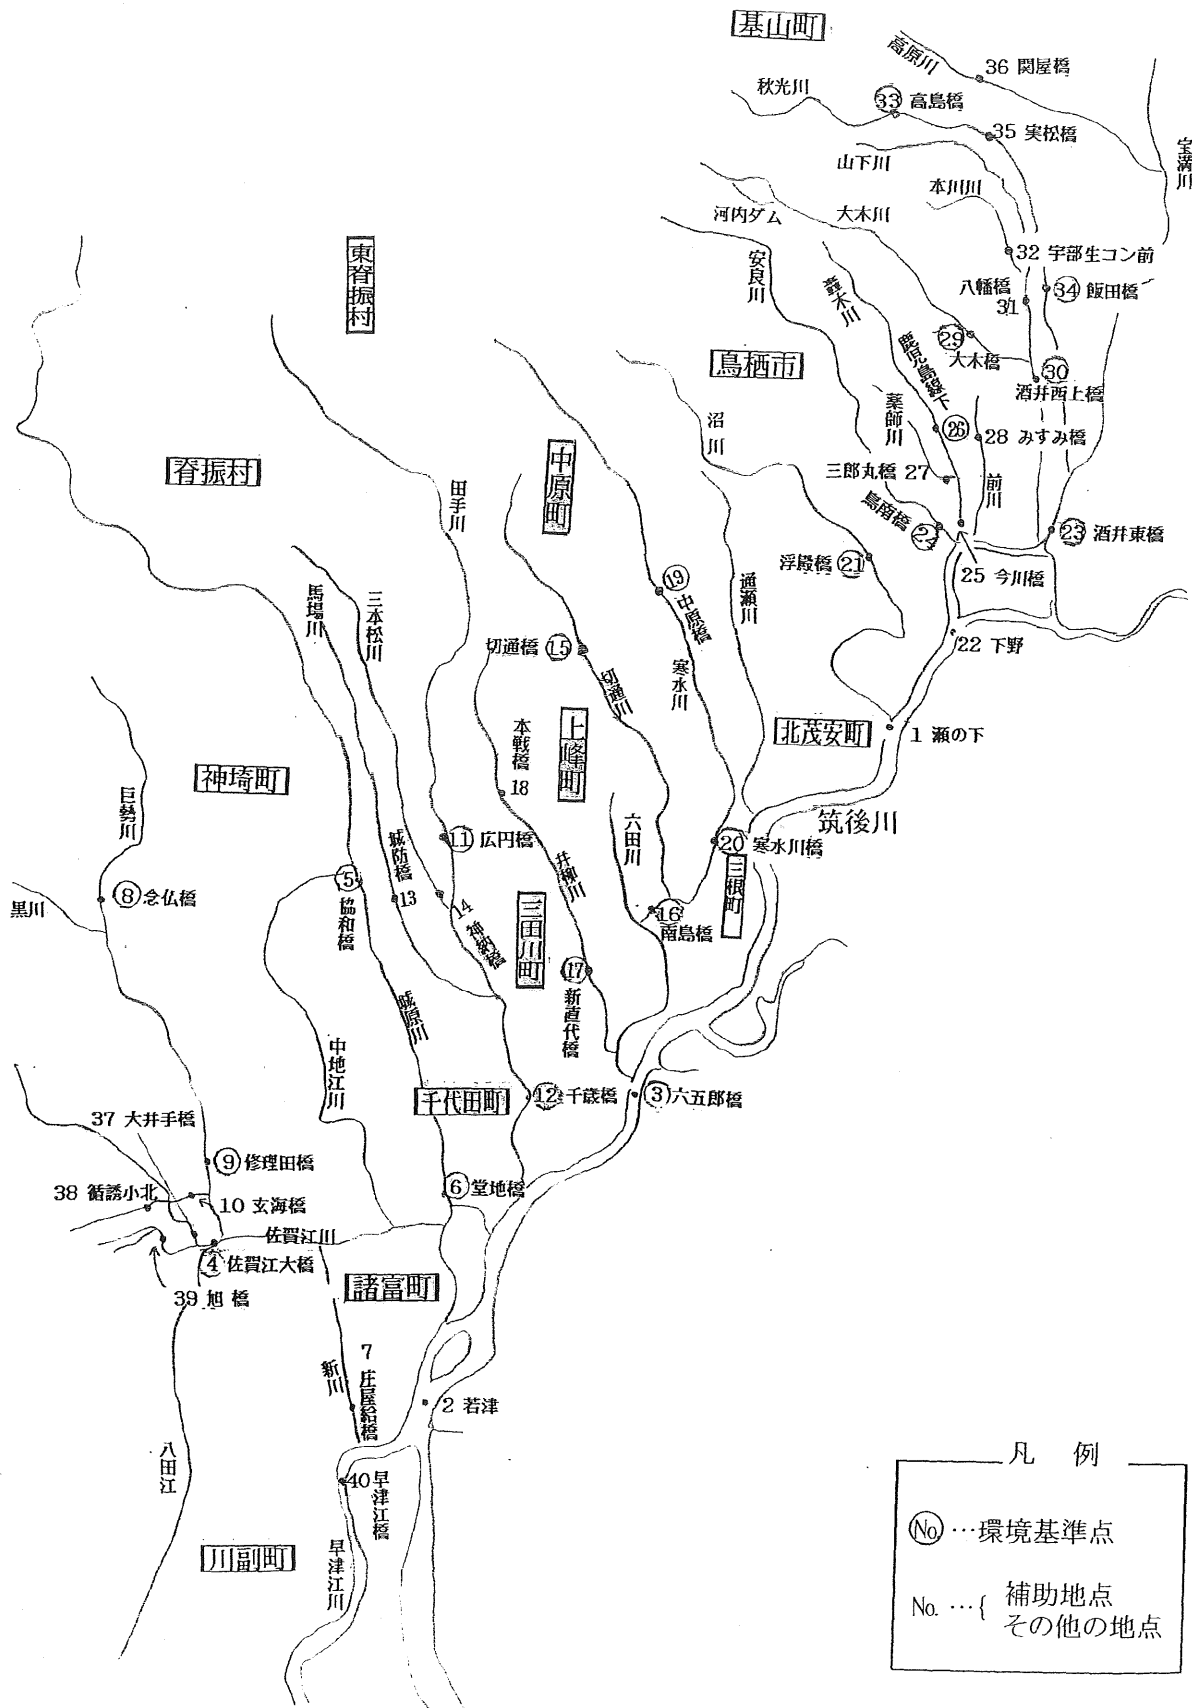 基山町
高原川
36 関屋橋
秋光川
33 高島橋
35 実松橋
宝満川
山下川
本川川
河内ダム
大木川
32 宇部生コン前
東脊振村
安良川
轟木川
八幡橋
31
34 飯田橋
鹿児島線下
29
大木橋
鳥栖市
30
酒井西上橋
薬師川
沼川
26
28 みすみ橋
脊振村
中原町
田手川
三郎丸橋 27
前川
鳥南橋
24
23 酒井東橋
浮殿橋 21
25 今川橋
19
中原橋
通瀬川
馬場川
三本松川
切通橋 15
22 下野
寒水川
切通川
本戦橋
18
上峰町
北茂安町
1 瀬の下
神埼町
巨勢川
筑後川
六田川
11 広円橋
城防橋
20 寒水川橋
井柳川
三根町
5
協和橋
13
8 念仏橋
黒川
14 神納橋
三田川町
16
南島橋
17
新直代橋
城原川
中地江川
千代田町
12 千歳橋
3 六五郎橋
37 大井手橋
9 修理田橋
6 堂地橋
38 循誘小北
10 玄海橋
佐賀江川
4 佐賀江大橋
諸富町
39 旭橋
7
庄屋給橋
新川
2 若津
八田江
40 早津江橋
川副町
早津江川
凡 例
No. …環境基準点
No. …{ 補助地点
その他の地点